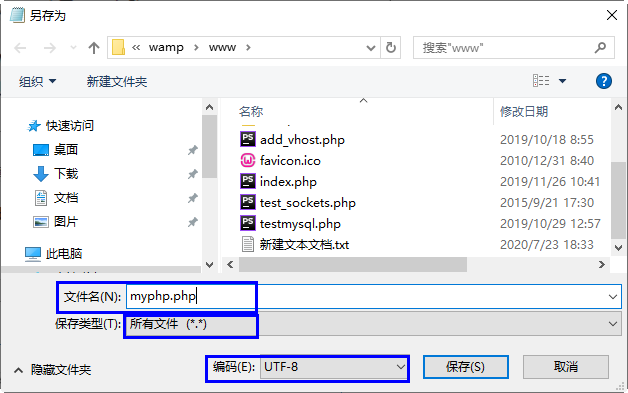 另存为
wamp › www ›
搜索"www"
组织 新建文件夹
快速访问
桌面
下载
文档
图片
此电脑
名称 修改日期
add_vhost.php 2019/10/18 8:55
favicon.ico 2010/12/31 8:40
index.php 2019/11/26 10:41
test_sockets.php 2015/9/21 17:30
testmysql.php 2019/10/29 12:57
新建文本文档.txt 2020/7/23 18:33
文件名(N): myphp.php
保存类型(T): 所有文件 (*.*)
隐藏文件夹 编码(E): UTF-8 保存(S) 取消